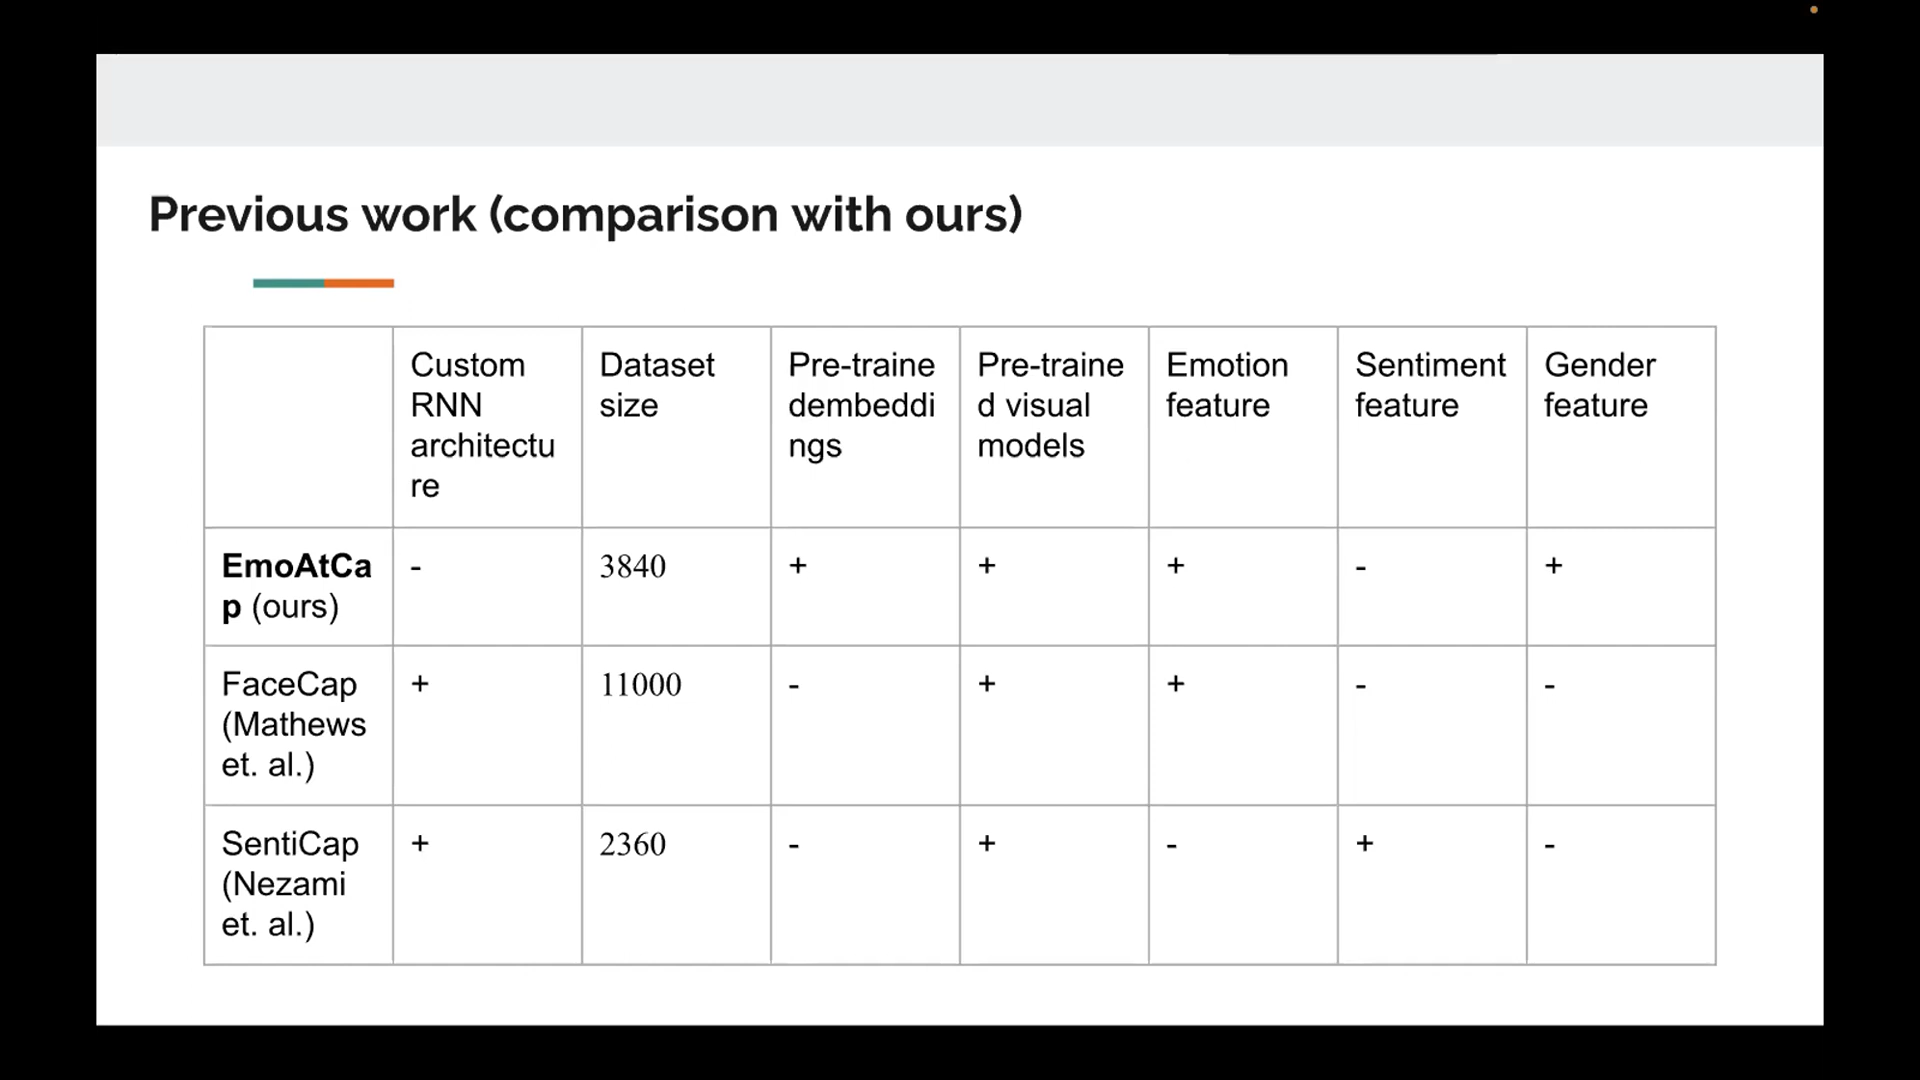 Previous work (comparison with ours)
Custom
RNN
architectu
re
Dataset
size
Pre-traine
dembeddi
ngs
Pre-traine
d visual
models
Emotion
feature
Sentiment
feature
Gender
feature
EmoAtCa
p (ours)
-
3840
+
+
+
-
+
FaceCap
(Mathews
et. al.)
+
11000
-
+
+
-
-
SentiCap
(Nezami
et. al.)
+
2360
-
+
-
+
-